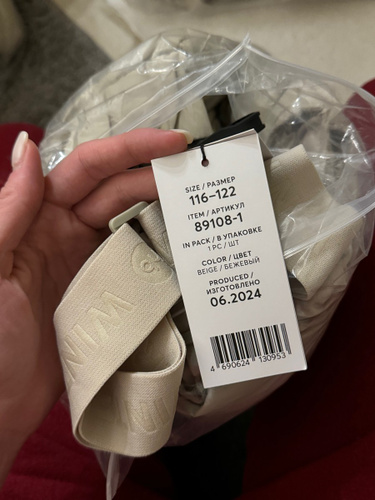 SIZE / РАЗМЕР
116–122
ITEM / АРТИКУЛ
89108-1
IN PACK / В УПАКОВКЕ
1 PC / ШТ
COLOR / ЦВЕТ
BEIGE / БЕЖЕВЫЙ
PRODUCED /
ИЗГОТОВЛЕНО
06.2024
4 690624 130953